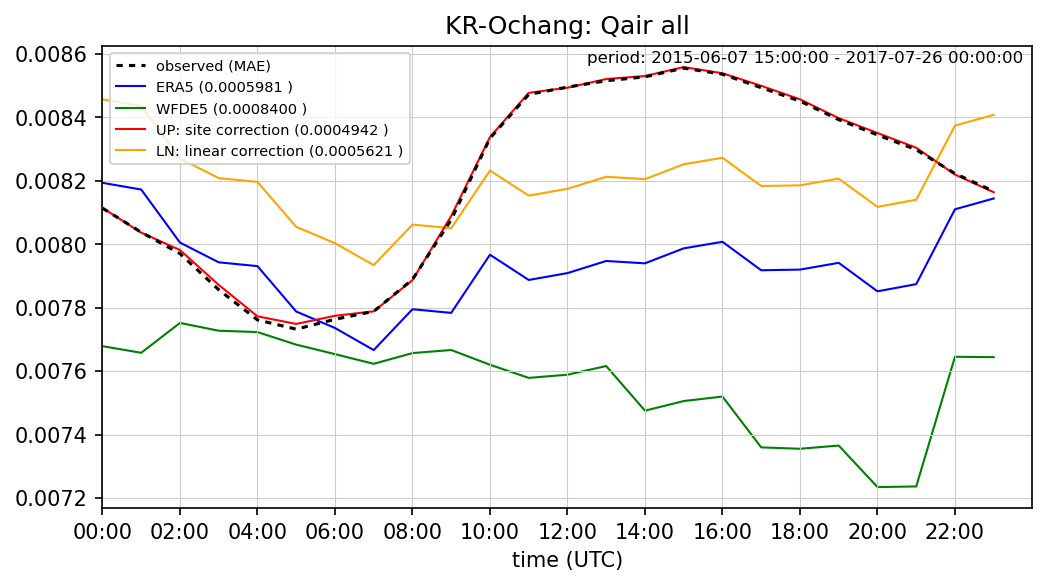 KR-Ochang: Qair all
period: 2015-06-07 15:00:00 - 2017-07-26 00:00:00
observed (MAE)
ERA5 (0.0005981 )
WFDE5 (0.0008400 )
UP: site correction (0.0004942 )
LN: linear correction (0.0005621 )
0.0086
0.0084
0.0082
0.0080
0.0078
0.0076
0.0074
0.0072
00:00 02:00 04:00 06:00 08:00 10:00 12:00 14:00 16:00 18:00 20:00 22:00
time (UTC)